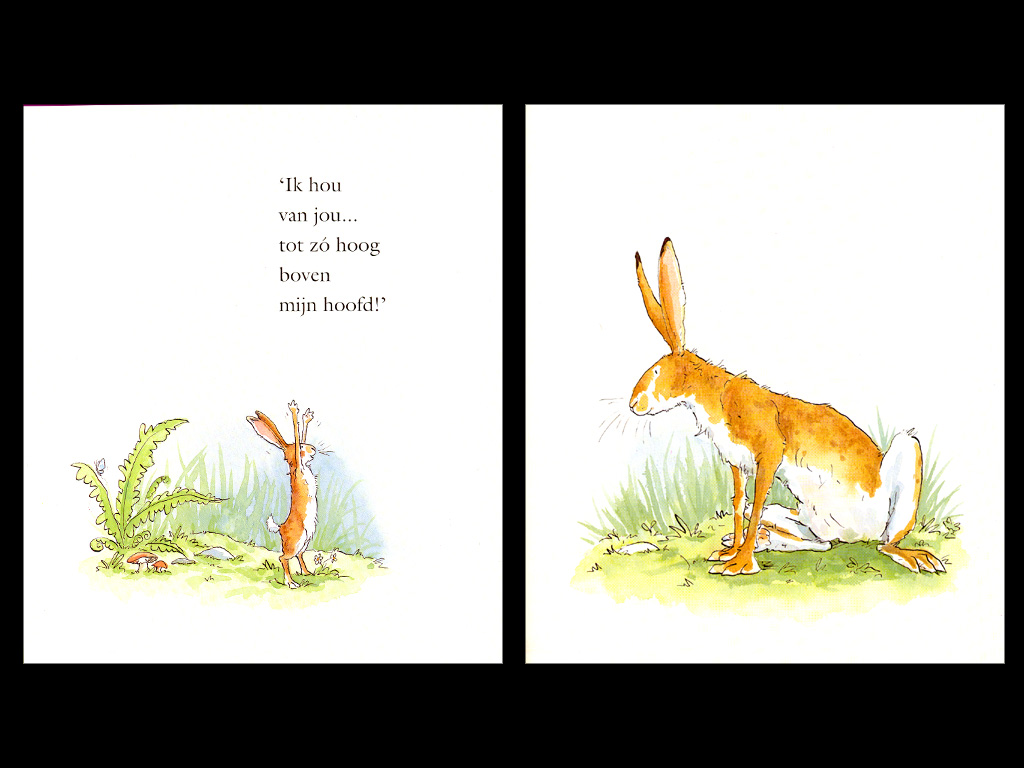 ‘Ik hou
van jou...
tot zó hoog
boven
mijn hoofd!’